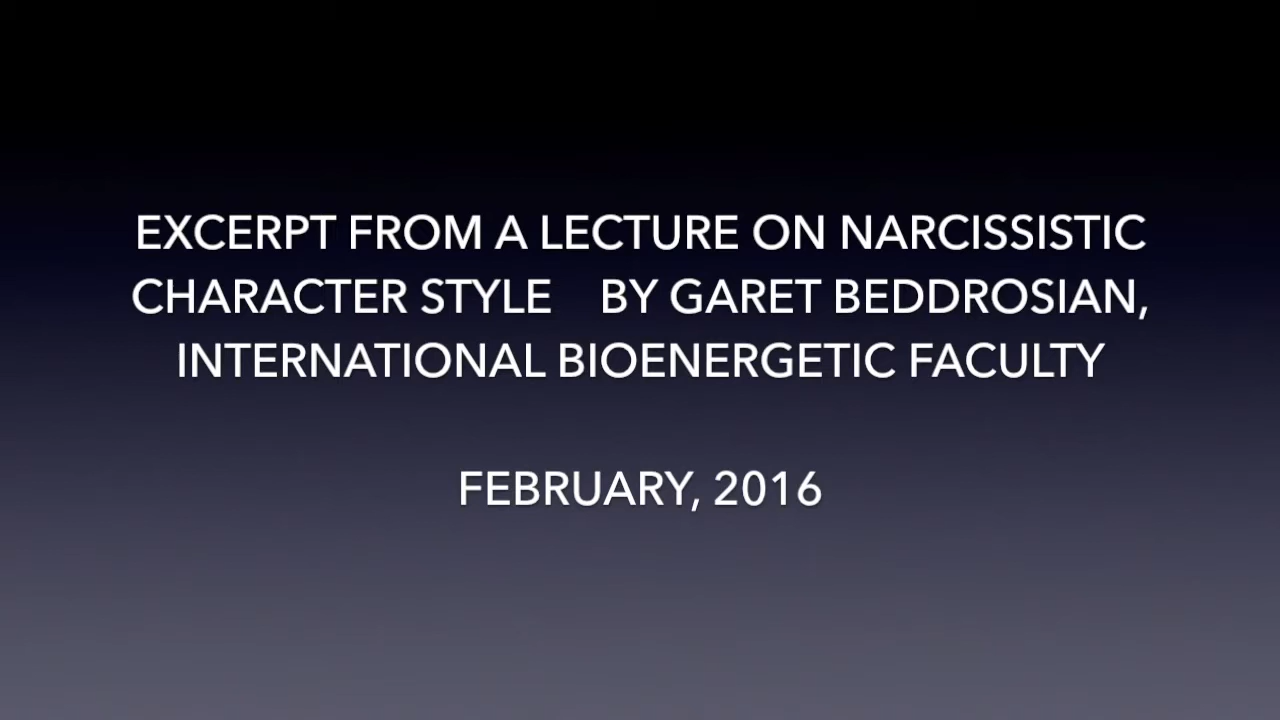 EXCERPT FROM A LECTURE ON NARCISSISTIC
CHARACTER STYLE    BY GARET BEDDROSIAN,
INTERNATIONAL BIOENERGETIC FACULTY
FEBRUARY, 2016